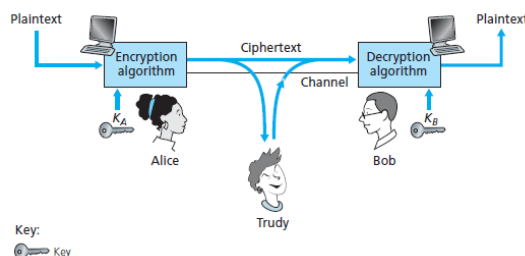 Plaintext
Plaintext
Encryption
algorithm
Ciphertext
Decryption
algorithm
Channel
KA
KB
Alice
Bob
Trudy
Key:
Key